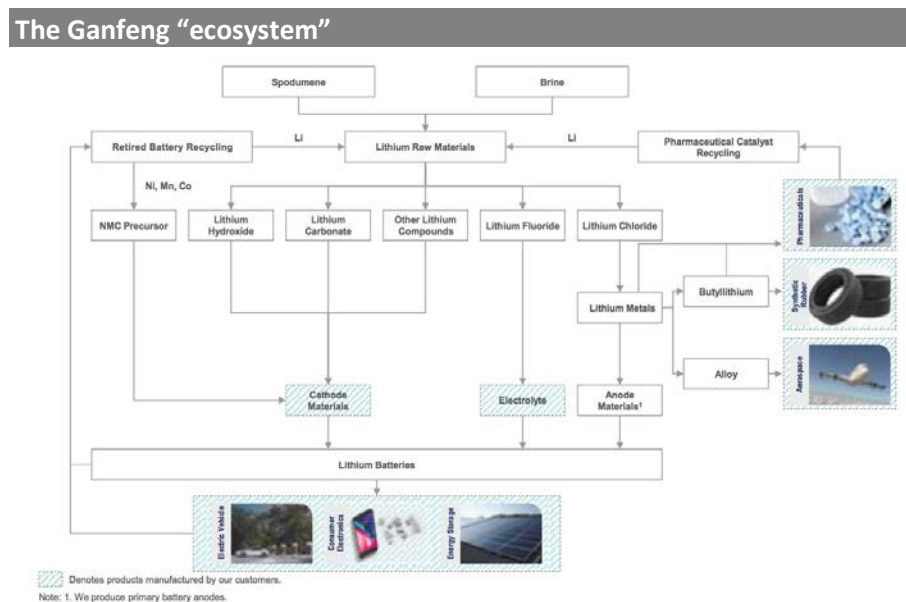 The Ganfeng “ecosystem”
Spodumene
Brine
Retired Battery Recycling
Li
Lithium Raw Materials
Li
Pharmaceutical Catalyst
Recycling
Ni, Mn, Co
NMC Precursor
Lithium
Hydroxide
Lithium
Carbonate
Other Lithium
Compounds
Lithium Fluoride
Lithium Chloride
Pharmaceuticals
Lithium Metals
Butyllithium
Synthetic
Rubber
Alloy
Aerospace
Cathode
Materials
Electrolyte
Anode
Materials¹
Lithium Batteries
Electric Vehicle
Consumer
Electronics
Energy Storage
Denotes products manufactured by our customers.
Note: 1. We produce primary battery anodes.